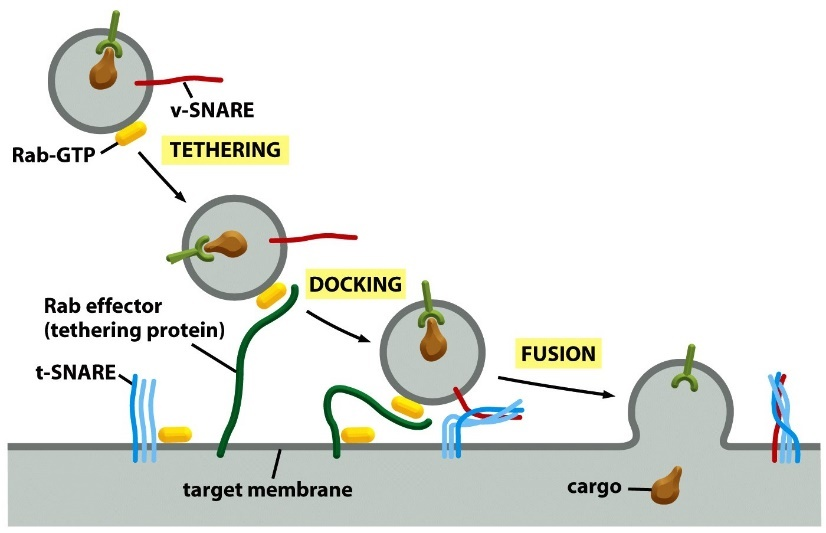 v-SNARE
Rab-GTP
TETHERING
DOCKING
Rab effector
(tethering protein)
t-SNARE
FUSION
target membrane
cargo